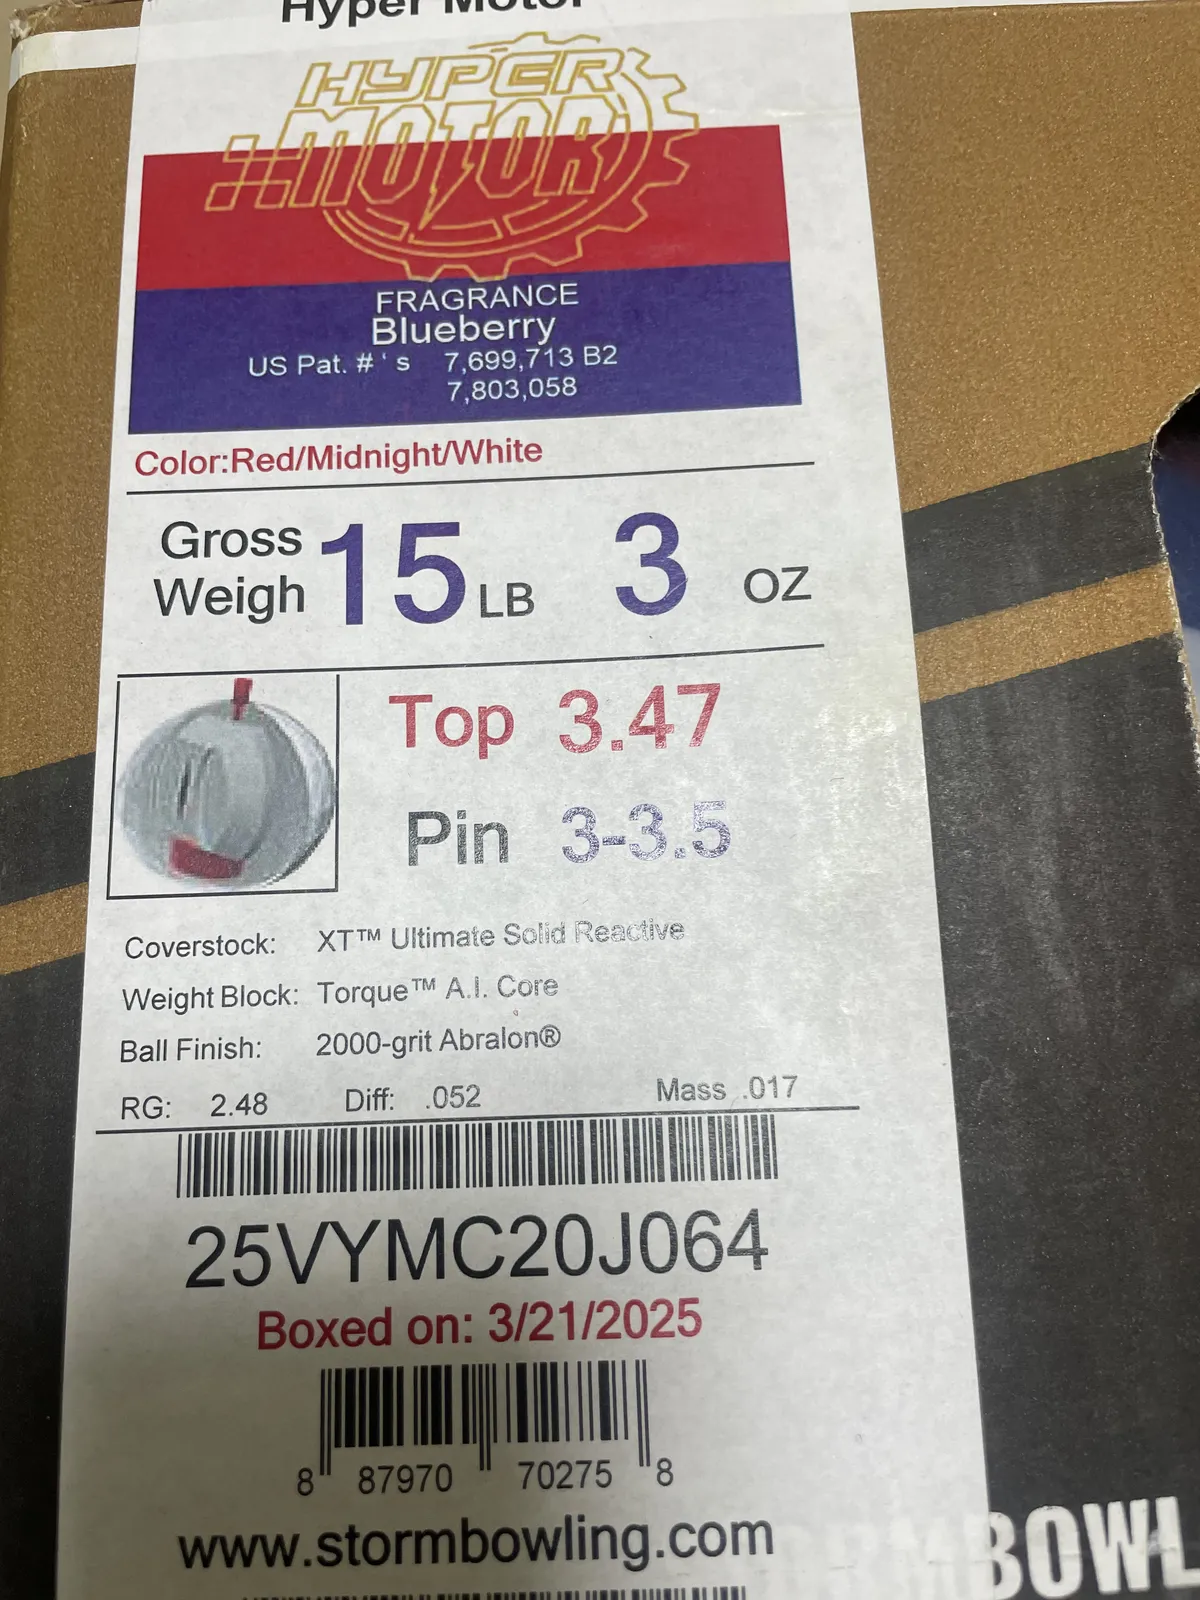 Hyper Motor
HYPER
MOTOR
FRAGRANCE
Blueberry
US Pat. # ' s 7,699,713 B2
7,803,058
Color:Red/Midnight/White
Gross
Weigh 15 LB 3 OZ
Top 3.47
Pin 3-3.5
Coverstock: XT™ Ultimate Solid Reactive
Weight Block: Torque™ A.I. Core
Ball Finish: 2000-grit Abralon®
RG: 2.48 Diff: .052 Mass .017
25VYMC20J064
Boxed on: 3/21/2025
8 87970 70275 8
www.stormbowling.com
RMBOWL